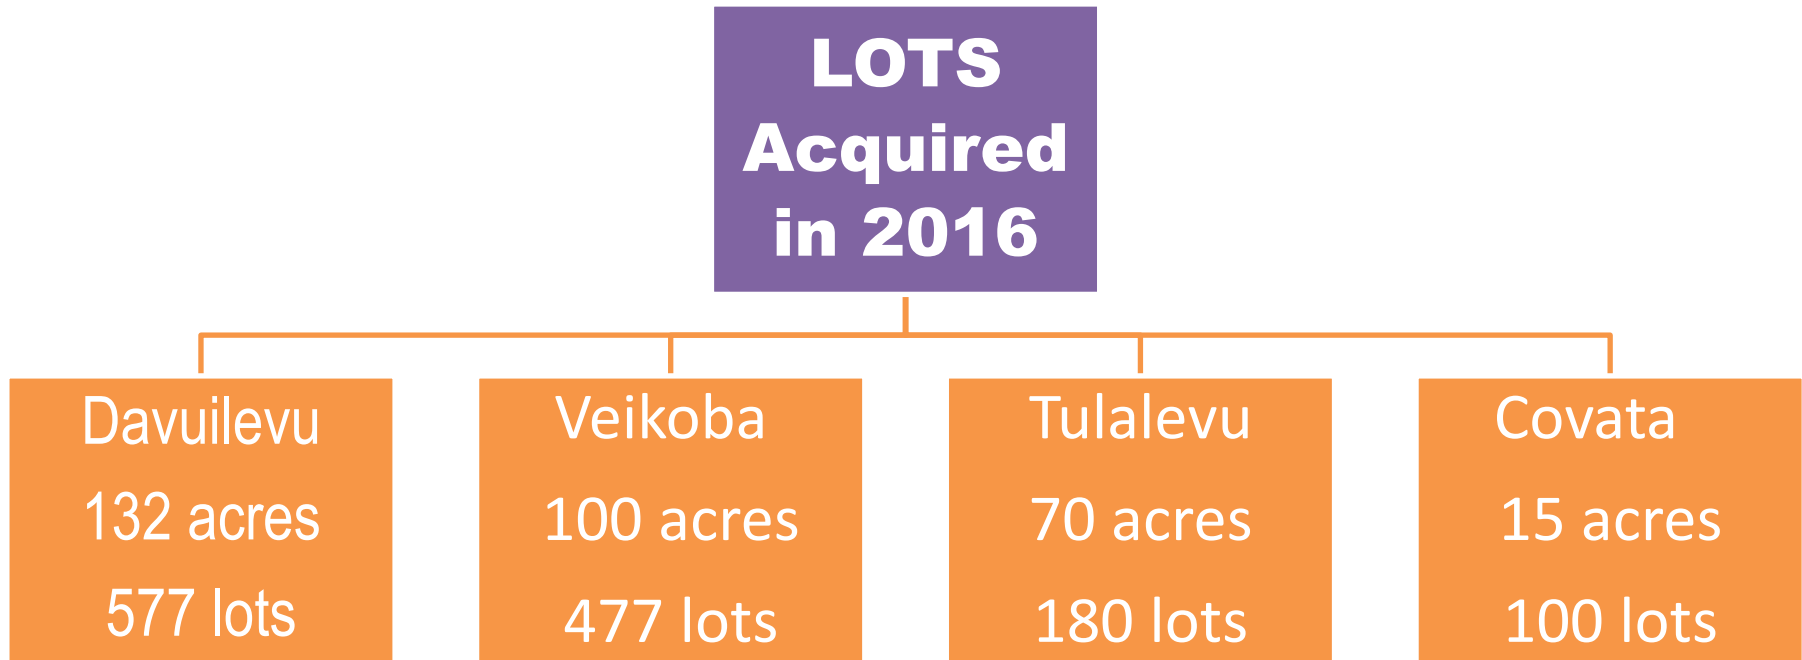 LOTS
Acquired
in 2016
Davuilevu
132 acres
577 lots
Veikoba
100 acres
477 lots
Tulalevu
70 acres
180 lots
Covata
15 acres
100 lots